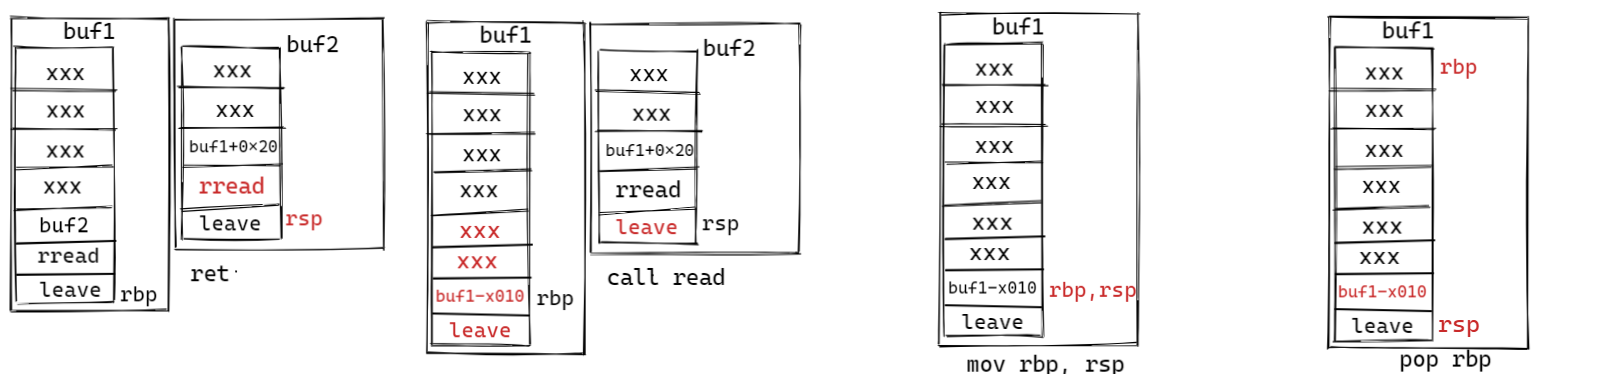 buf1
xxx
xxx
xxx
xxx
buf2
rread
leave
rbp
buf2
xxx
xxx
buf1+0×20
rread
leave
rsp
ret
buf1
xxx
xxx
xxx
xxx
xxx
xxx
buf1-x010
rbp
leave
buf2
xxx
xxx
buf1+0×20
rread
leave
rsp
call read
buf1
xxx
xxx
xxx
xxx
xxx
xxx
buf1-x010
rbp,rsp
leave
mov rbp, rsp
buf1
xxx
rbp
xxx
xxx
xxx
xxx
xxx
buf1-x010
leave
rsp
pop rbp